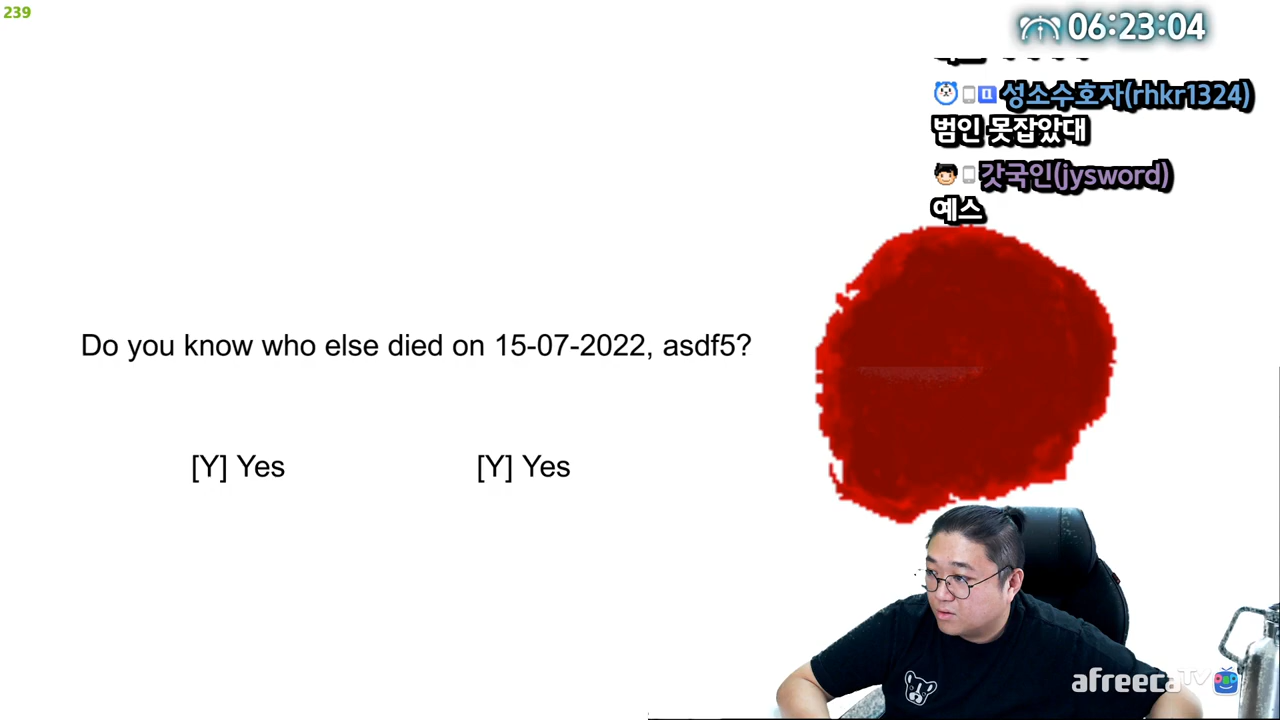 239
06:23:04
성소수호자(rhkr1324)
범인 못잡았대
갓국인(jysword)
예스
Do you know who else died on 15-07-2022, asdf5?
[Y] Yes
[Y] Yes
afreecaTV